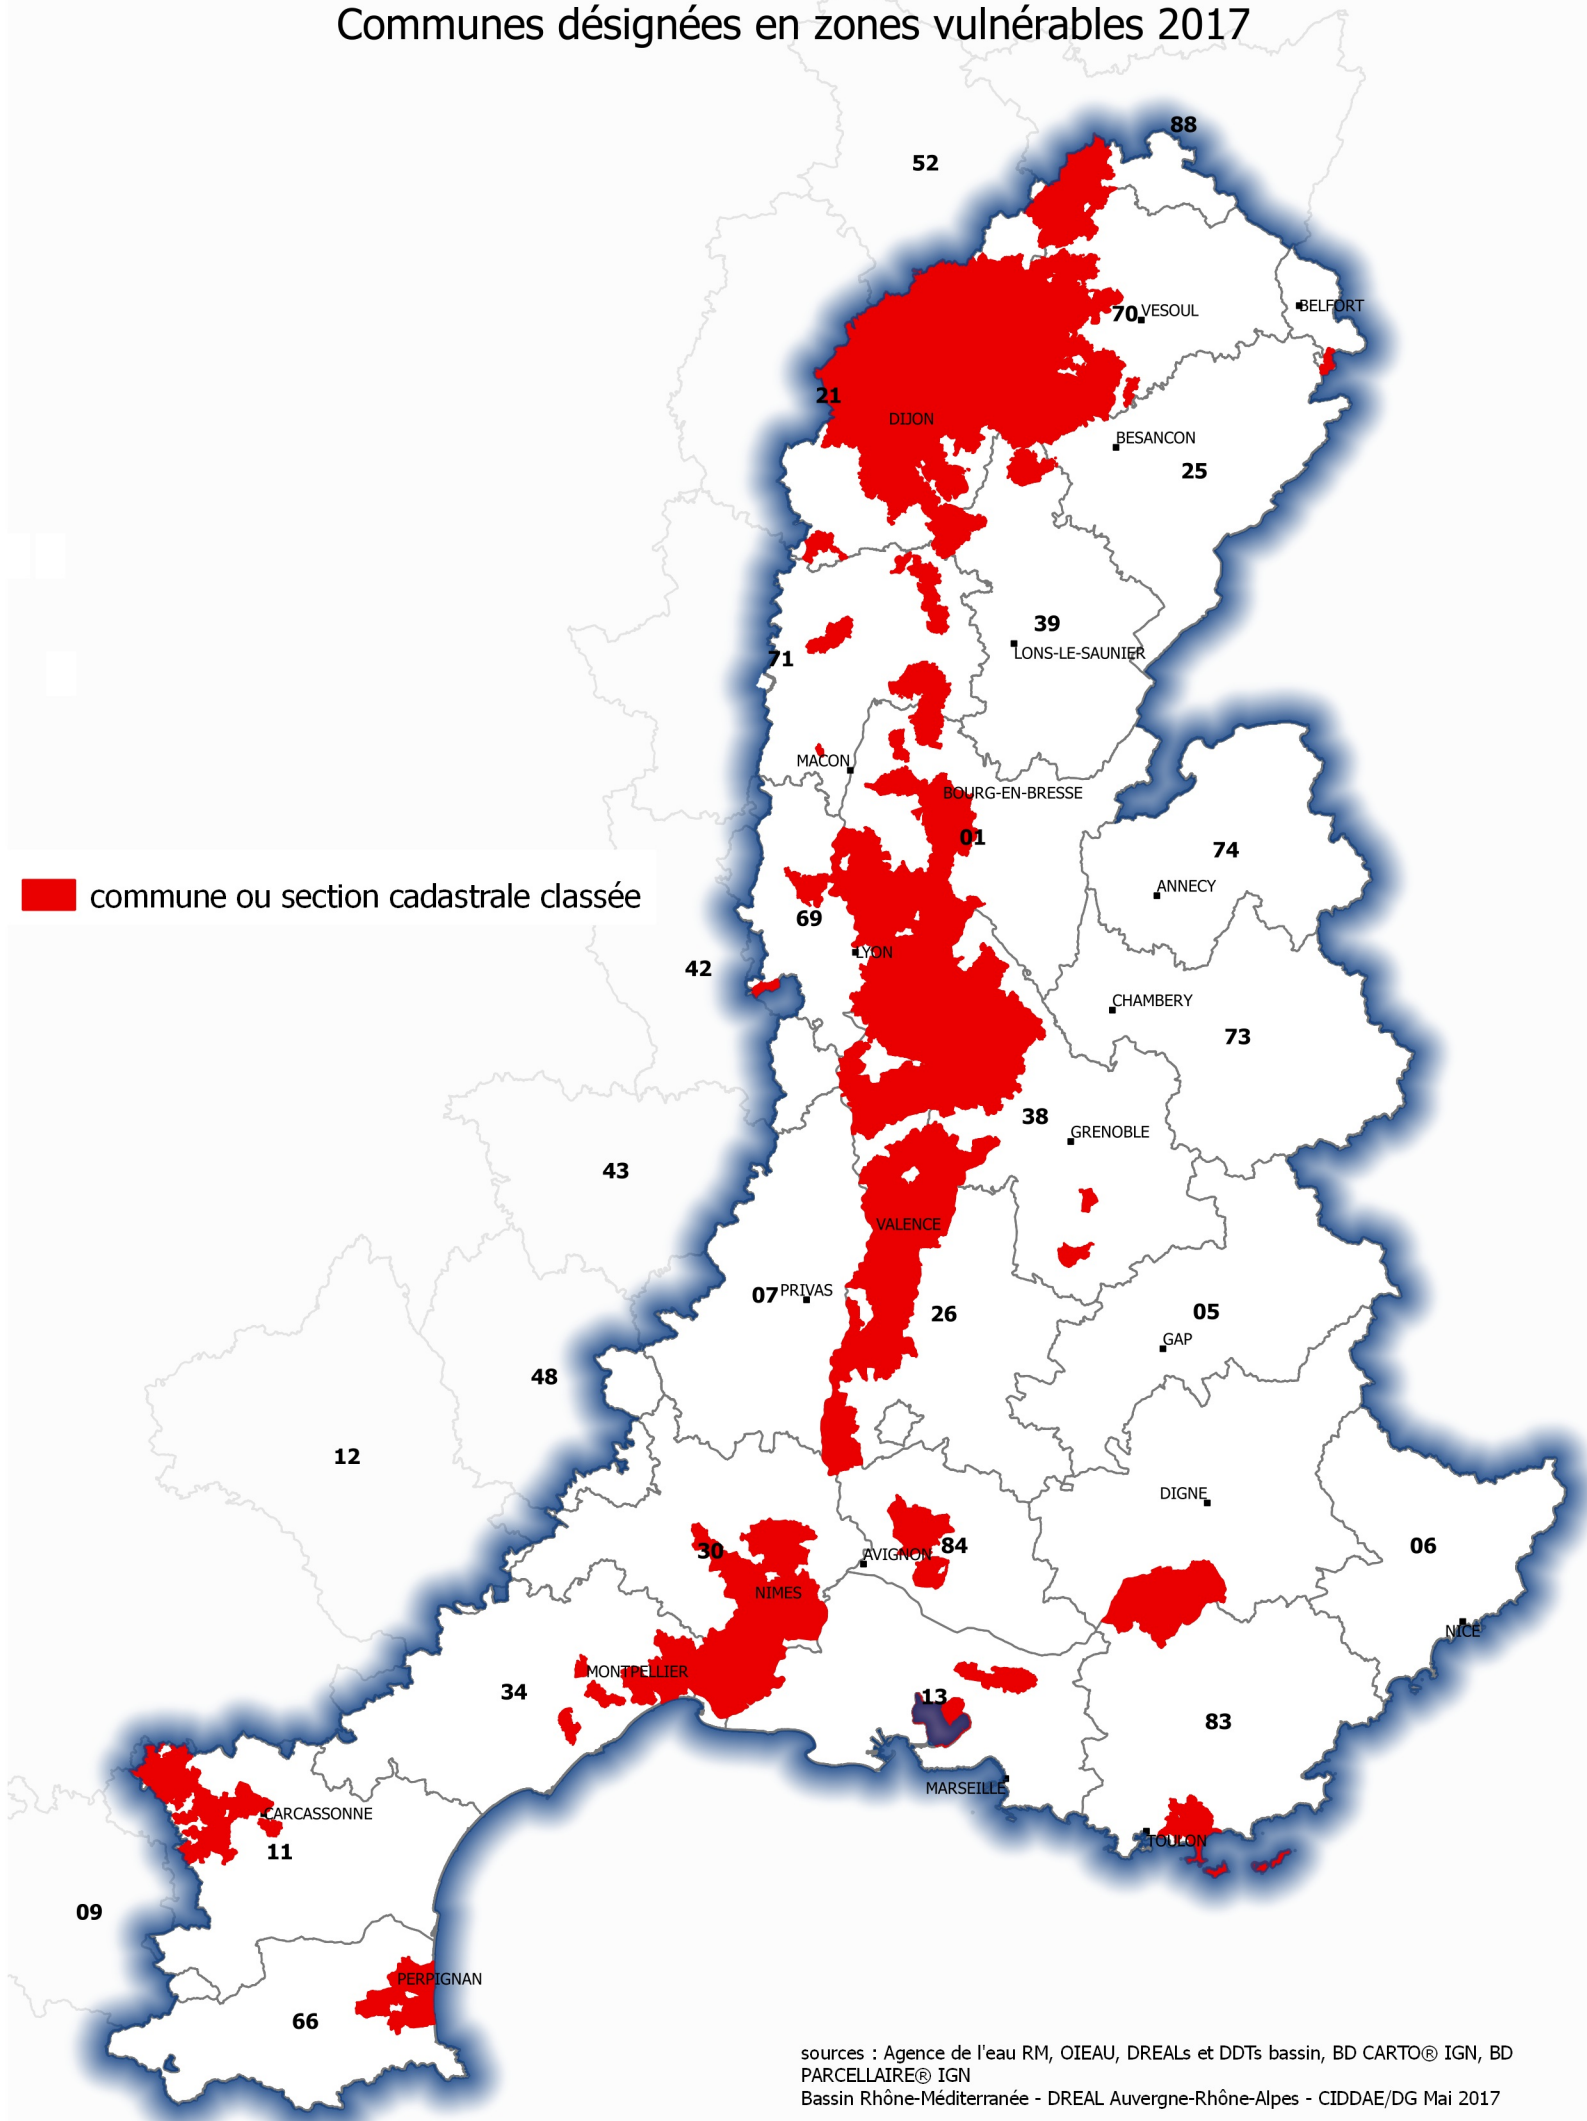 Communes désignées en zones vulnérables 2017
88
52
BELFORT
70 VESOUL
21
DIJON
BESANCON
25
39
LONS-LE-SAUNIER
71
MACON
BOURG-EN-BRESSE
01
74
ANNECY
commune ou section cadastrale classée
69
LYON
42
CHAMBERY
73
38
GRENOBLE
43
VALENCE
07 PRIVAS
26
05
GAP
48
12
DIGNE
30
AVIGNON
84
06
NIMES
NICE
MONTPELLIER
34
13
83
MARSEILLE
CARCASSONNE
TOULON
11
09
PERPIGNAN
66
sources : Agence de l'eau RM, OIEAU, DREALs et DDTs bassin, BD CARTO® IGN, BD
PARCELLAIRE® IGN
Bassin Rhône-Méditerranée - DREAL Auvergne-Rhône-Alpes - CIDDAE/DG Mai 2017